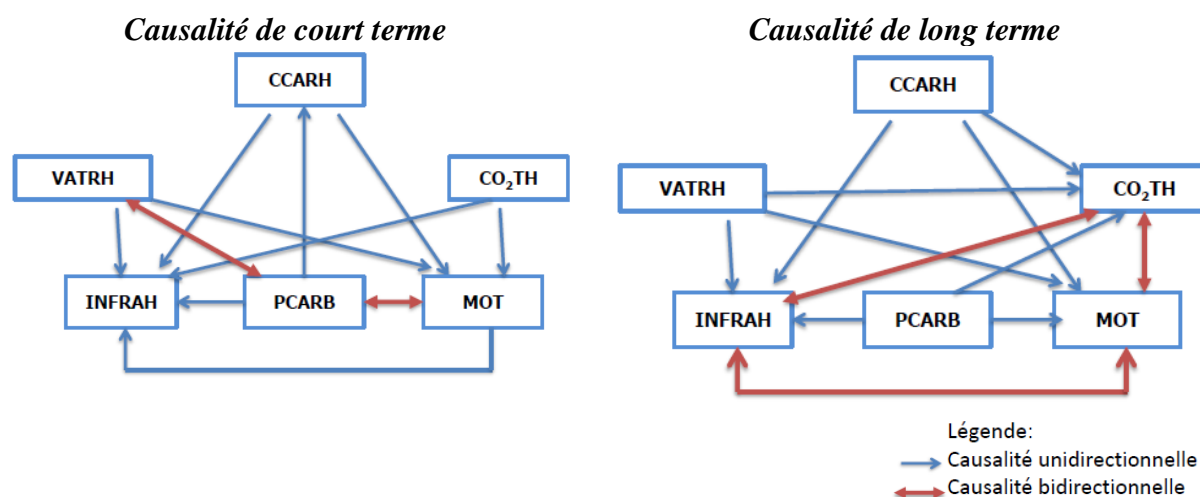 Causalité de court terme
CCARH
VATRH
CO₂TH
INFRAH
PCARB
MOT
Causalité de long terme
CCARH
VATRH
CO₂TH
INFRAH
PCARB
MOT
Légende:
Causalité unidirectionnelle
Causalité bidirectionnelle